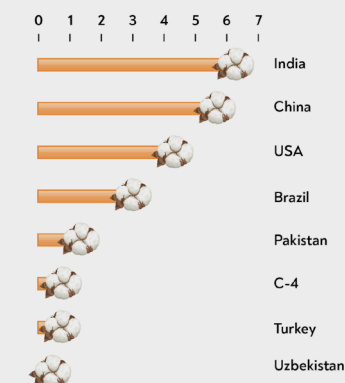 0 1 2 3 4 5 6 7
India
China
USA
Brazil
Pakistan
C-4
Turkey
Uzbekistan